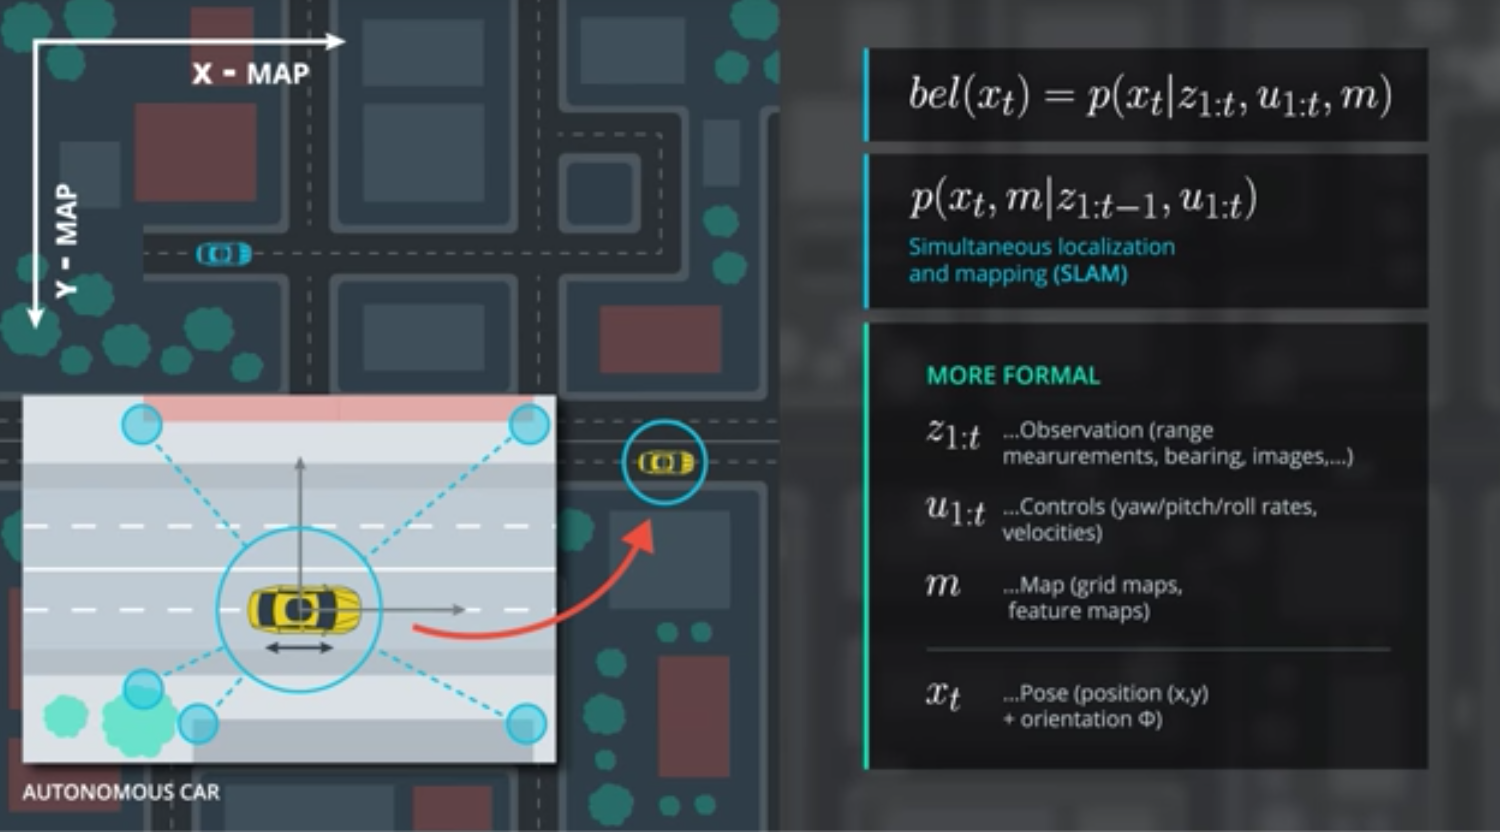 X - MAP
Y - MAP
AUTONOMOUS CAR
bel(x_t) = p(x_t|z_{1:t}, u_{1:t}, m)
p(x_t, m|z_{1:t-1}, u_{1:t})
Simultaneous localization
and mapping (SLAM)
MORE FORMAL
z_{1:t} ...Observation (range
mearurements, bearing, images,...)
u_{1:t} ...Controls (yaw/pitch/roll rates,
velocities)
m ...Map (grid maps,
feature maps)
x_t ...Pose (position (x,y)
+ orientation Φ)